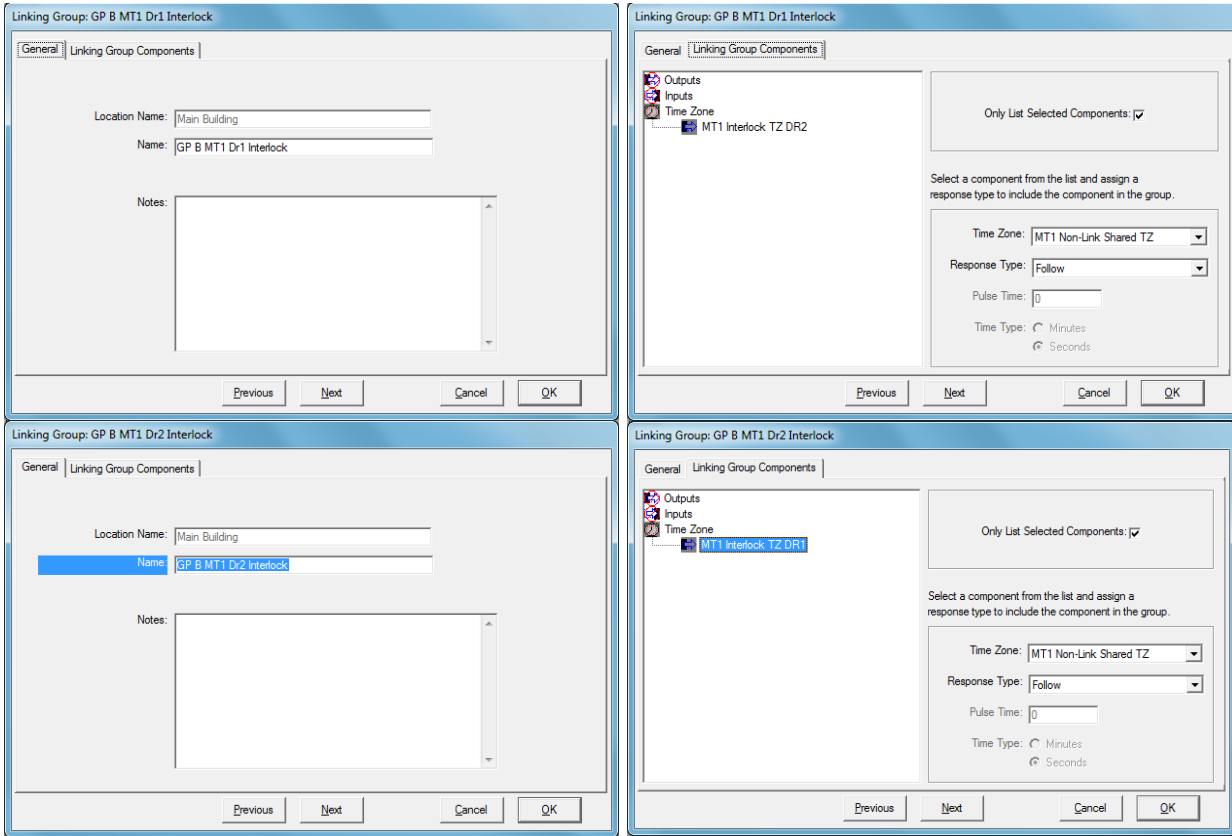 Linking Group: GP B MT1 Dr1 Interlock
General
Linking Group Components
Location Name: Main Building
Name: GP B MT1 Dr1 Interlock
Notes:
Previous
Next
Cancel
OK
Linking Group: GP B MT1 Dr1 Interlock
General
Linking Group Components
Outputs
Inputs
Time Zone
MT1 Interlock TZ DR2
Only List Selected Components:
Select a component from the list and assign a
response type to include the component in the group.
Time Zone: MT1 Non-Link Shared TZ
Response Type: Follow
Pulse Time: 0
Time Type: Minutes
Seconds
Previous
Next
Cancel
OK
Linking Group: GP B MT1 Dr2 Interlock
General
Linking Group Components
Location Name: Main Building
Name: GP B MT1 Dr2 Interlock
Notes:
Previous
Next
Cancel
OK
Linking Group: GP B MT1 Dr2 Interlock
General
Linking Group Components
Outputs
Inputs
Time Zone
MT1 Interlock TZ DR1
Only List Selected Components:
Select a component from the list and assign a
response type to include the component in the group.
Time Zone: MT1 Non-Link Shared TZ
Response Type: Follow
Pulse Time: 0
Time Type: Minutes
Seconds
Previous
Next
Cancel
OK